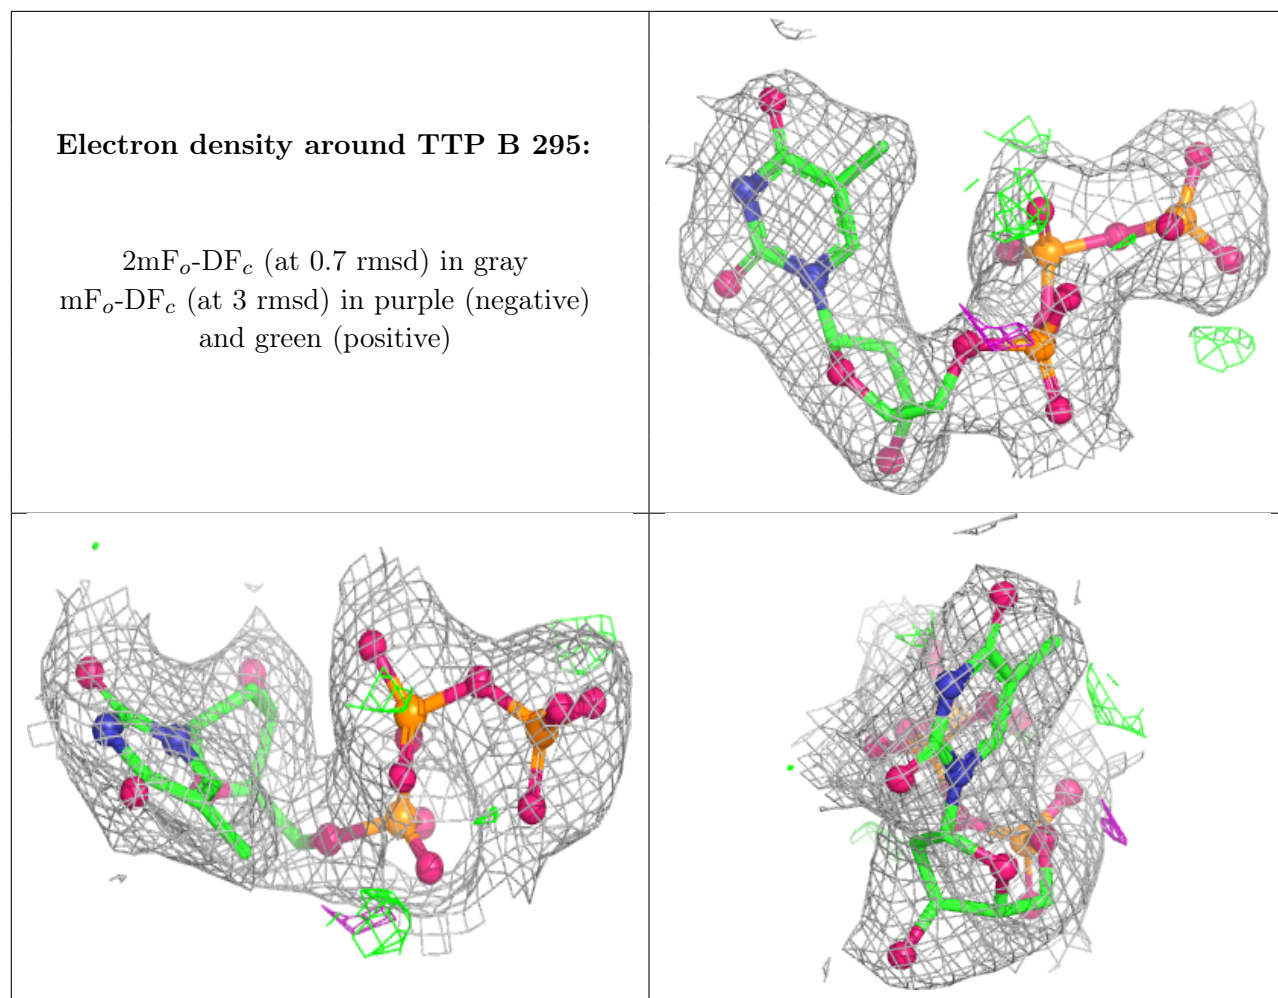 Electron density around TTP B 295:
2mFo-DFc (at 0.7 rmsd) in gray
mFo-DFc (at 3 rmsd) in purple (negative)
and green (positive)